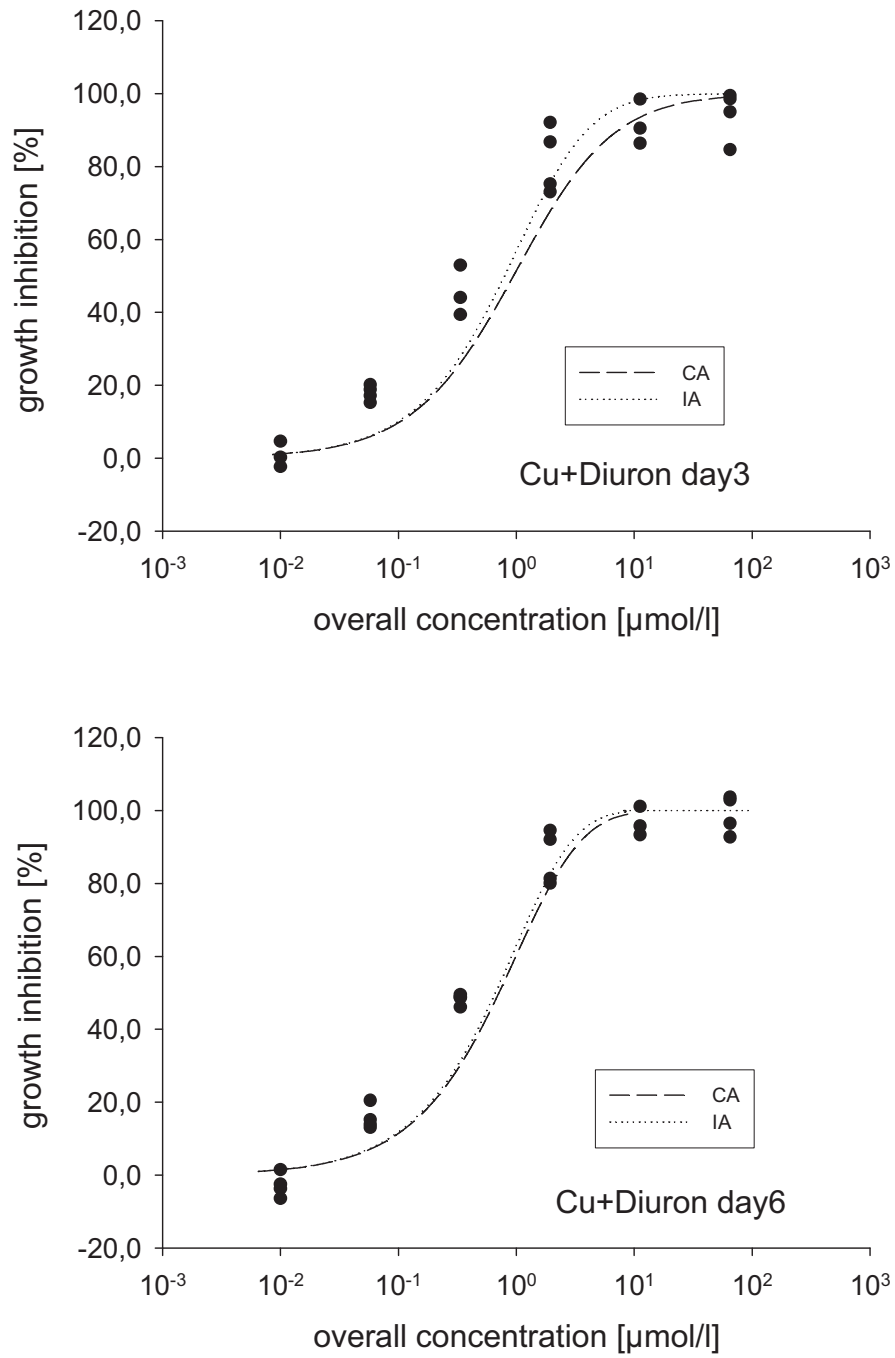 120,0
100,0
80,0
60,0
40,0
20,0
0,0
-20,0
growth inhibition [%]
CA
IA
Cu+Diuron day3
10⁻³ 10⁻² 10⁻¹ 10⁰ 10¹ 10² 10³
overall concentration [µmol/l]
120,0
100,0
80,0
60,0
40,0
20,0
0,0
-20,0
growth inhibition [%]
CA
IA
Cu+Diuron day6
10⁻³ 10⁻² 10⁻¹ 10⁰ 10¹ 10² 10³
overall concentration [µmol/l]